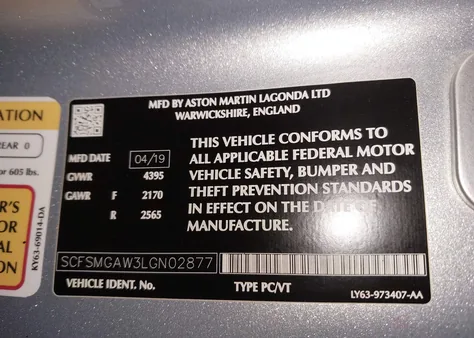 MFD BY ASTON MARTIN LAGONDA LTD
WARWICKSHIRE, ENGLAND
MFD DATE 04/19
GVWR 4395
GAWR F 2170
R 2565
THIS VEHICLE CONFORMS TO
ALL APPLICABLE FEDERAL MOTOR
VEHICLE SAFETY, BUMPER AND
THEFT PREVENTION STANDARDS
IN EFFECT ON THE DATE OF
MANUFACTURE.
SCFSMGAW3LGN02877
VEHICLE IDENT. No.
TYPE PC/VT
LY63-973407-AA
ATION
REAR 0
or 605 lbs.
R'S
OR
AL
ON
KY63-69014-DA